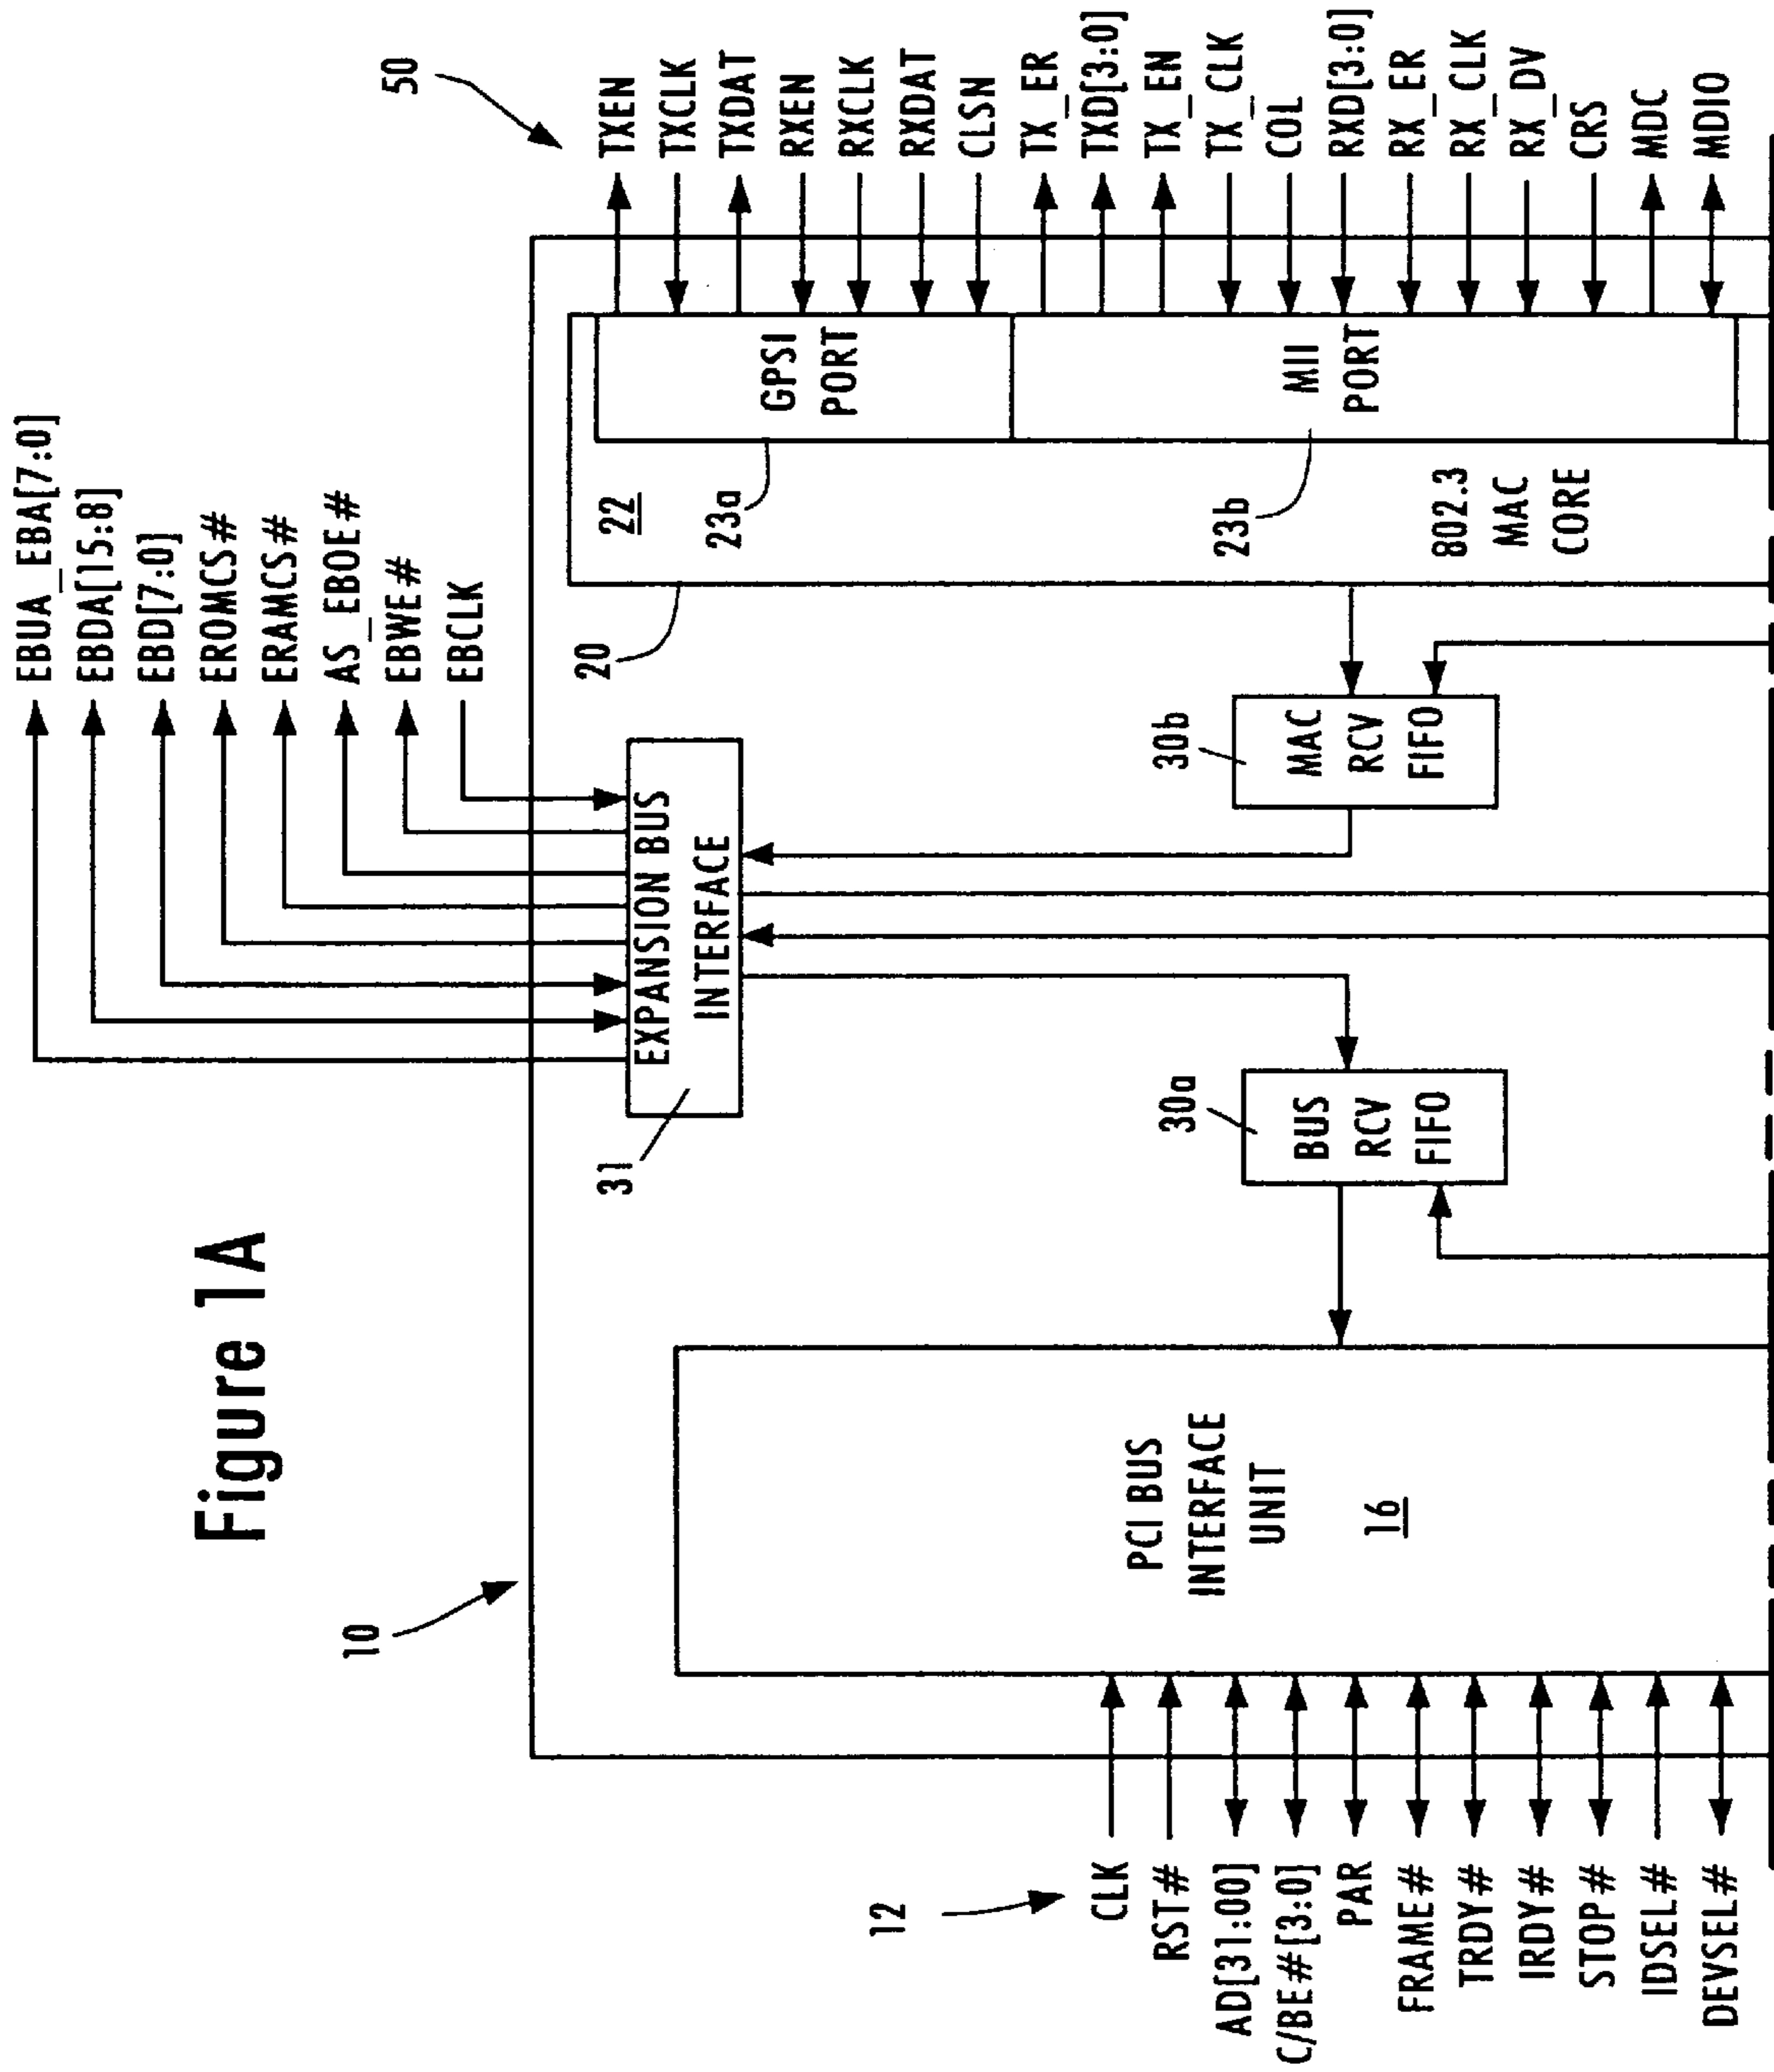 Figure 1A
10
12
CLK
RST#
AD[31:00]
C/BE#[3:0]
PAR
FRAME#
TRDY#
IRDY#
STOP#
IDSEL#
DEVSEL#
PCI BUS
INTERFACE
UNIT
16
31
EXPANSION BUS
INTERFACE
EBUA_EBA[7:0]
EBDA[15:8]
EBD[7:0]
EROMCS#
ERAMCS#
AS_EBOE#
EBWE#
EBCLK
30a
BUS
RCV
FIFO
30b
MAC
RCV
FIFO
20
22
23a
23b
802.3
MAC
CORE
GPSI
PORT
MII
PORT
50
TXEN
TXCLK
TXDAT
RXEN
RXCLK
RXDAT
CLSN
TX_ER
TXD[3:0]
TX_EN
TX_CLK
COL
RXD[3:0]
RX_ER
RX_CLK
RX_DV
CRS
MDC
MDIO